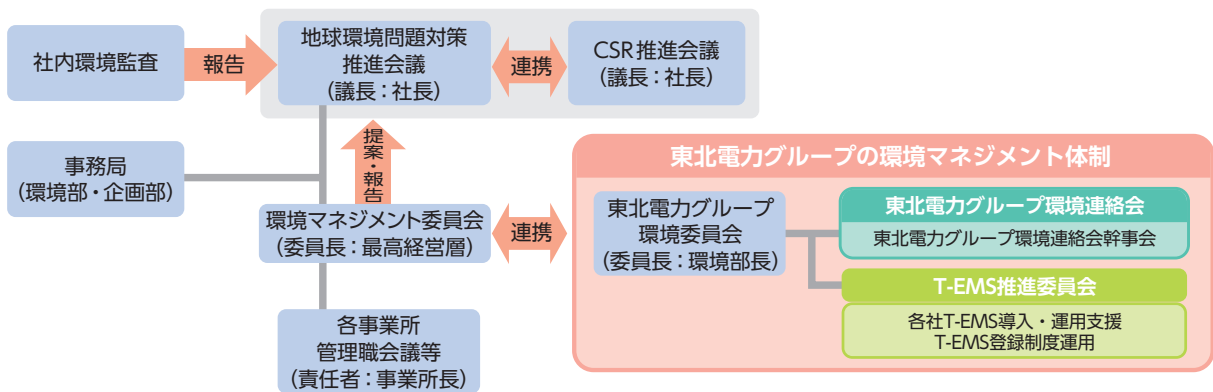 社内環境監査
報告
地球環境問題対策
推進会議
(議長：社長)
連携
CSR推進会議
(議長：社長)
事務局
(環境部・企画部)
提案・報告
環境マネジメント委員会
(委員長：最高経営層)
連携
各事業所
管理職会議等
(責任者：事業所長)
東北電力グループの環境マネジメント体制
東北電力グループ
環境委員会
(委員長：環境部長)
東北電力グループ環境連絡会
東北電力グループ環境連絡会幹事会
T-EMS推進委員会
各社T-EMS導入・運用支援
T-EMS登録制度運用